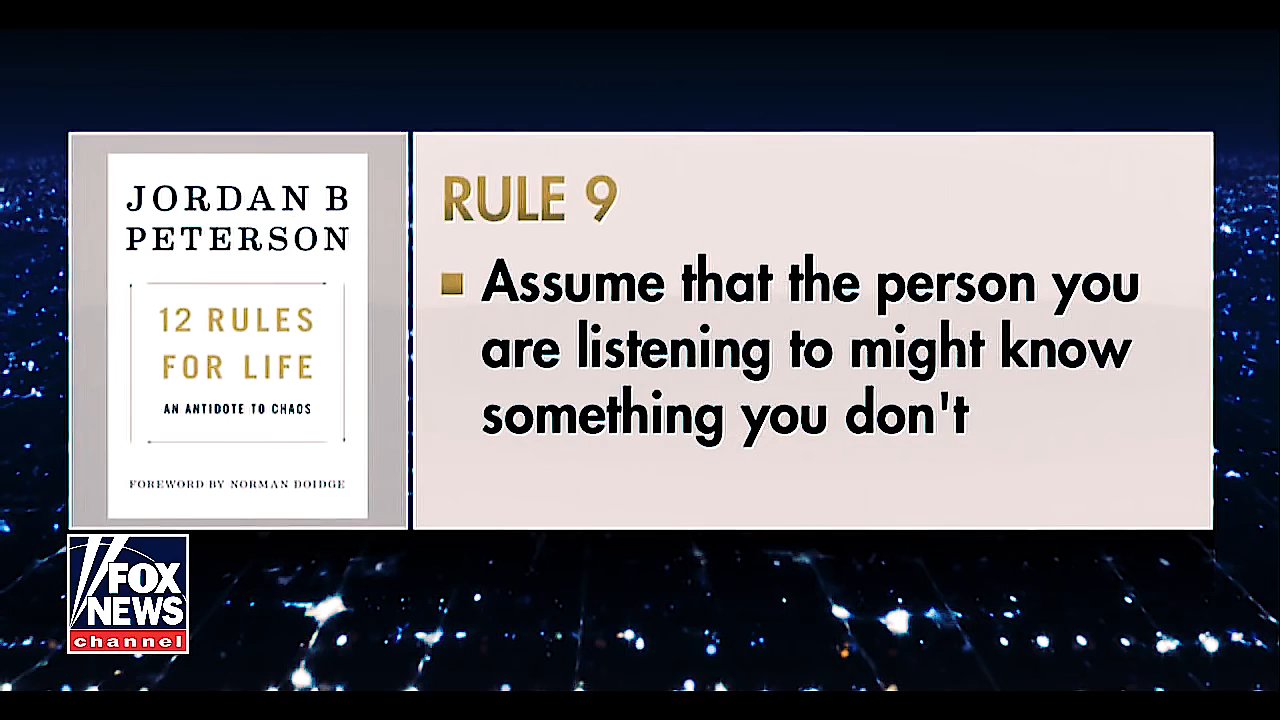 JORDAN B
PETERSON
12 RULES
FOR LIFE
AN ANTIDOTE TO CHAOS
FOREWORD BY NORMAN DOIDGE
RULE 9
Assume that the person you
are listening to might know
something you don't
FOX
NEWS
channel